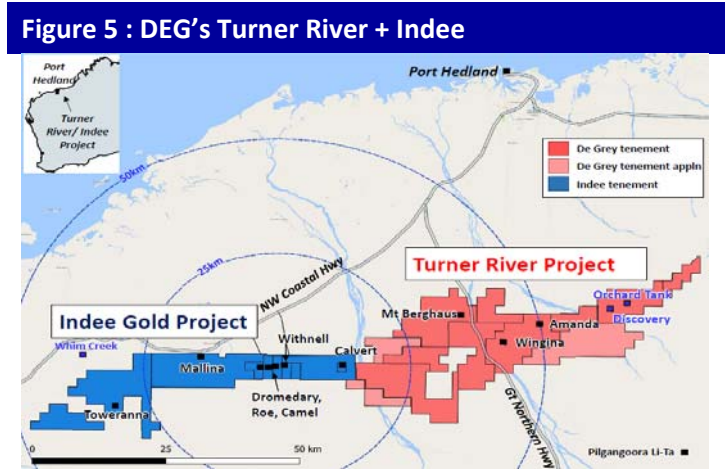 Figure 5 : DEG's Turner River + Indee
Port
Hedland
Turner
River/ Indee
Project
Port Hedland
De Grey tenement
De Grey tenement appln
Indee tenement
50km
25km
NW Coastal Hwy
Turner River Project
Orchard Tank
Discovery
Mt Berghaus
Amanda
Wingina
Indee Gold Project
Withnell
Whim Creek
Calvert
Mallina
Dromedary,
Roe, Camel
Toweranna
Gt Northern Hwy
Pilgangoora Li-Ta
0 25 50 km